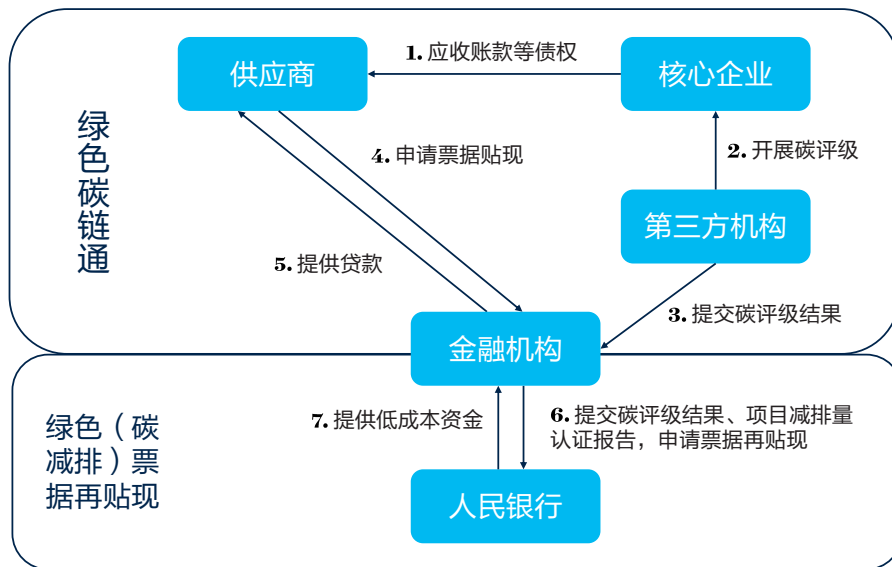 1. 应收账款等债权
供应商
核心企业
绿色碳链通
4. 申请票据贴现
2. 开展碳评级
第三方机构
5. 提供贷款
3. 提交碳评级结果
金融机构
绿色（碳
减排）票
据再贴现
7. 提供低成本资金
6. 提交碳评级结果、项目减排量
认证报告，申请票据再贴现
人民银行